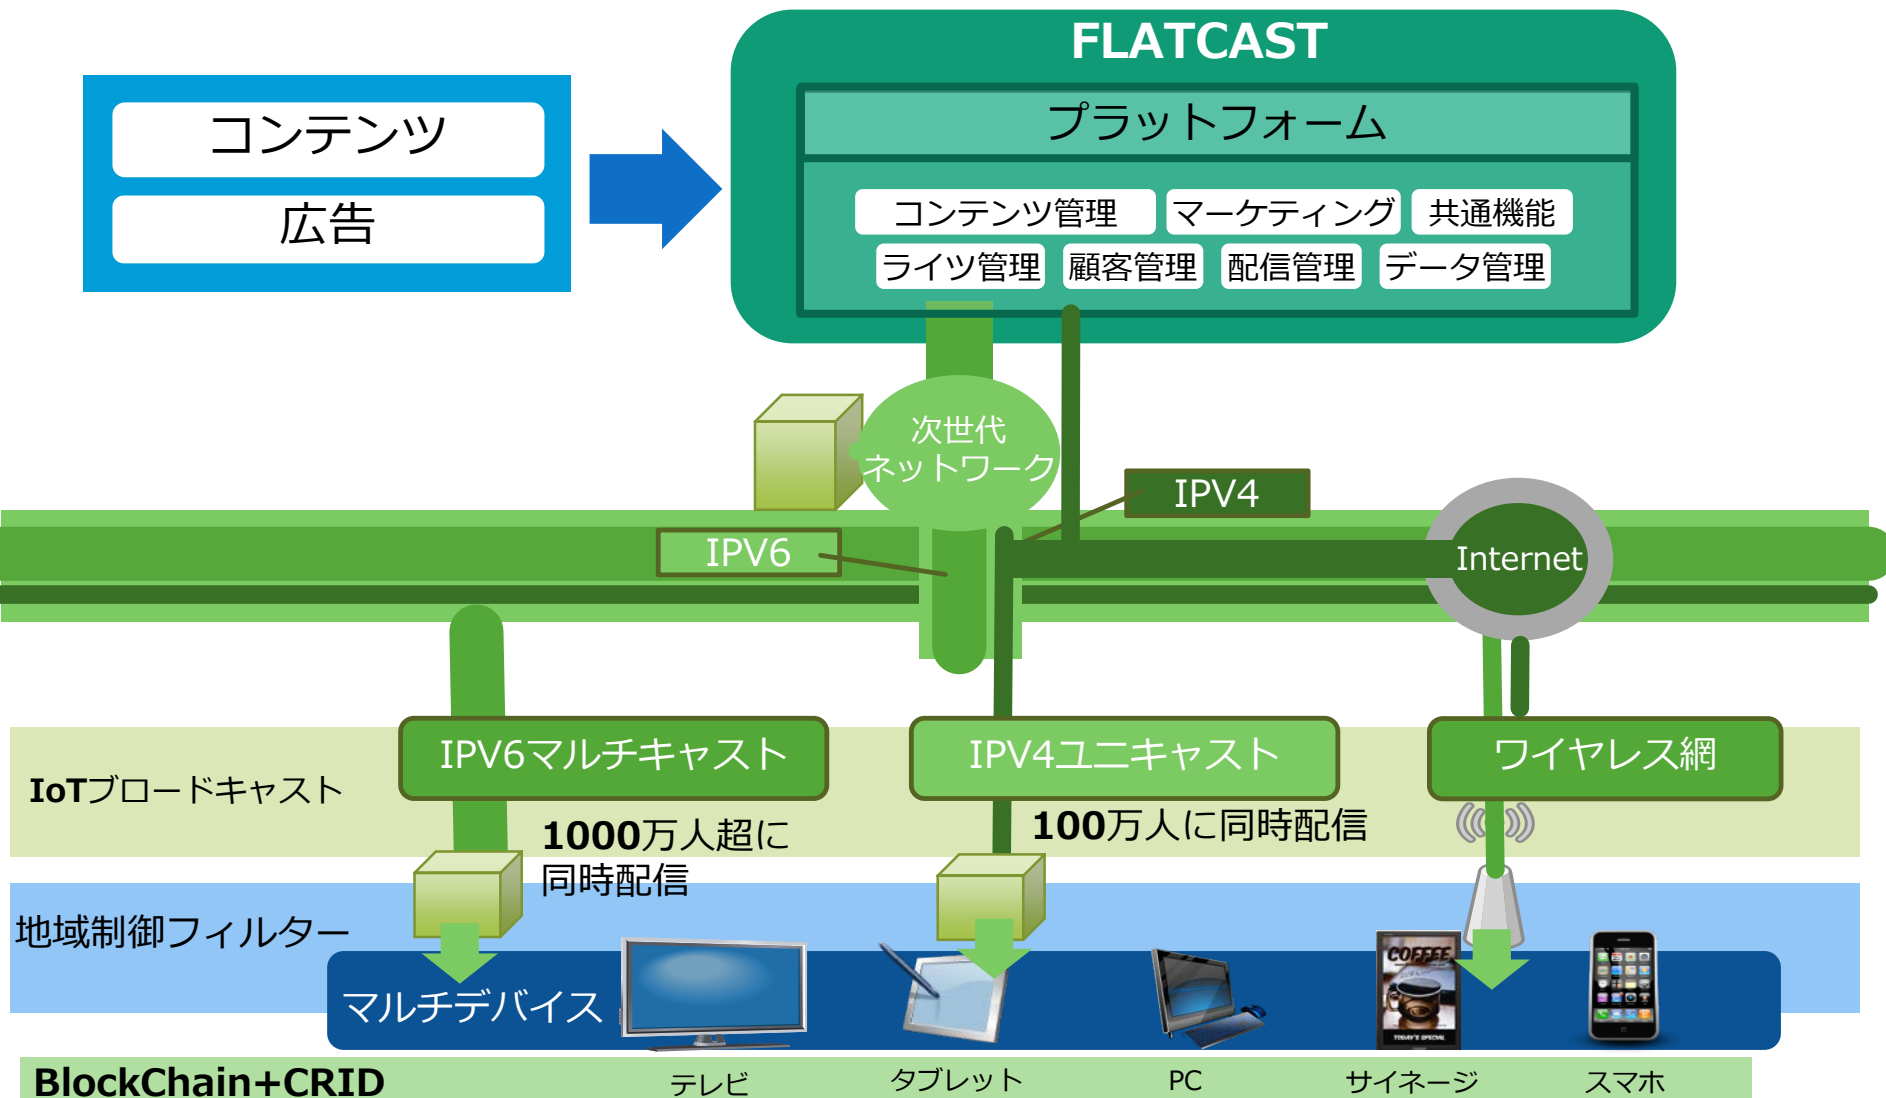 FLATCAST
コンテンツ
広告
プラットフォーム
コンテンツ管理
マーケティング
共通機能
ライツ管理
顧客管理
配信管理
データ管理
次世代
ネットワーク
IPV4
IPV6
Internet
IPV6マルチキャスト
IPV4ユニキャスト
ワイヤレス網
IoTブロードキャスト
1000万人超に
同時配信
100万人に同時配信
地域制御フィルター
マルチデバイス
COFFEE
TODAY'S SPECIAL
BlockChain+CRID
テレビ
タブレット
PC
サイネージ
スマホ